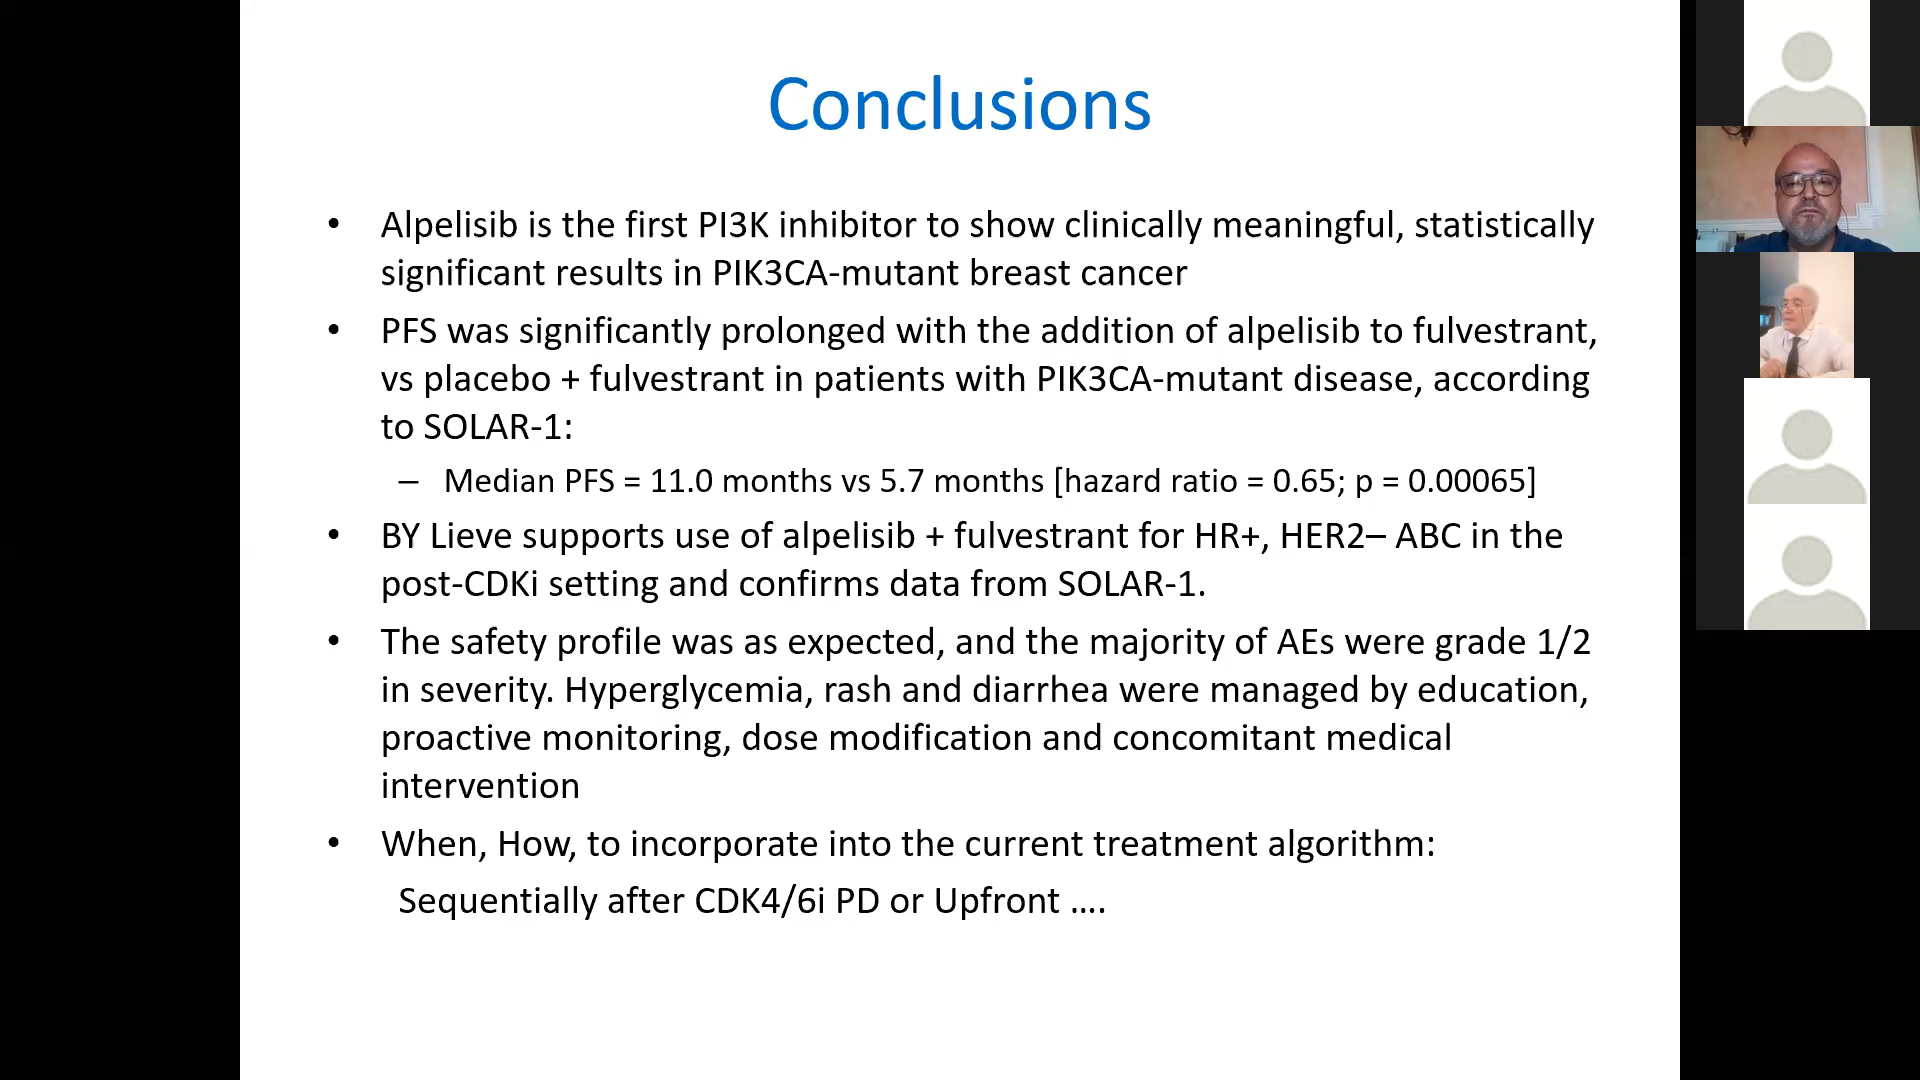 Conclusions
• Alpelisib is the first PI3K inhibitor to show clinically meaningful, statistically
significant results in PIK3CA-mutant breast cancer
• PFS was significantly prolonged with the addition of alpelisib to fulvestrant,
vs placebo + fulvestrant in patients with PIK3CA-mutant disease, according
to SOLAR-1:
– Median PFS = 11.0 months vs 5.7 months [hazard ratio = 0.65; p = 0.00065]
• BY Lieve supports use of alpelisib + fulvestrant for HR+, HER2– ABC in the
post-CDKi setting and confirms data from SOLAR-1.
• The safety profile was as expected, and the majority of AEs were grade 1/2
in severity. Hyperglycemia, rash and diarrhea were managed by education,
proactive monitoring, dose modification and concomitant medical
intervention
• When, How, to incorporate into the current treatment algorithm:
Sequentially after CDK4/6i PD or Upfront ….